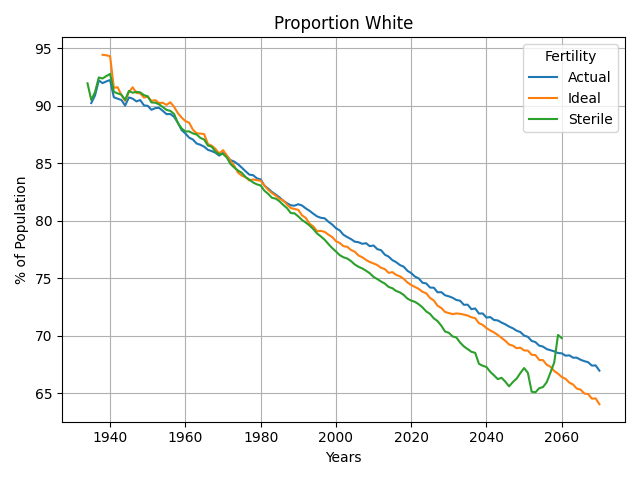 Proportion White
Fertility
Actual
Ideal
Sterile
% of Population
95
90
85
80
75
70
65
1940
1960
1980
2000
2020
2040
2060
Years